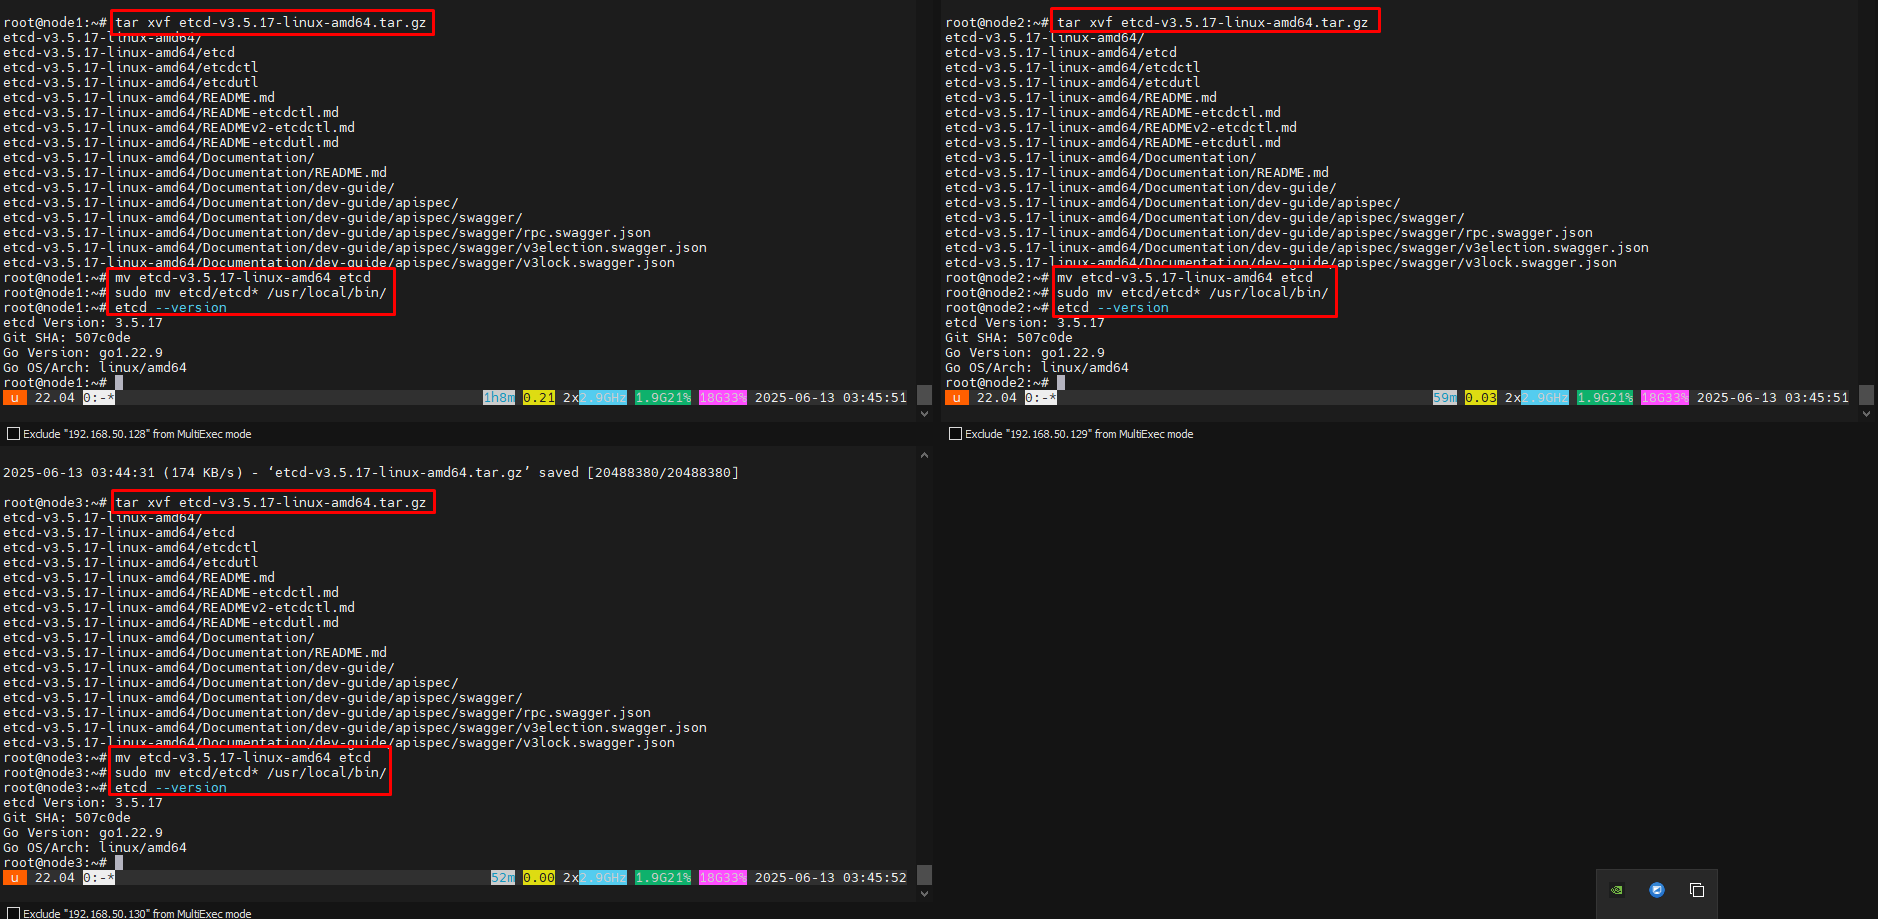 root@node1:~# tar xvf etcd-v3.5.17-linux-amd64.tar.gz
etcd-v3.5.17-linux-amd64/
etcd-v3.5.17-linux-amd64/etcd
etcd-v3.5.17-linux-amd64/etcdctl
etcd-v3.5.17-linux-amd64/etcdutl
etcd-v3.5.17-linux-amd64/README.md
etcd-v3.5.17-linux-amd64/README-etcdctl.md
etcd-v3.5.17-linux-amd64/READMEv2-etcdctl.md
etcd-v3.5.17-linux-amd64/README-etcdutl.md
etcd-v3.5.17-linux-amd64/Documentation/
etcd-v3.5.17-linux-amd64/Documentation/README.md
etcd-v3.5.17-linux-amd64/Documentation/dev-guide/
etcd-v3.5.17-linux-amd64/Documentation/dev-guide/apispec/
etcd-v3.5.17-linux-amd64/Documentation/dev-guide/apispec/swagger/
etcd-v3.5.17-linux-amd64/Documentation/dev-guide/apispec/swagger/rpc.swagger.json
etcd-v3.5.17-linux-amd64/Documentation/dev-guide/apispec/swagger/v3election.swagger.json
etcd-v3.5.17-linux-amd64/Documentation/dev-guide/apispec/swagger/v3lock.swagger.json
root@node1:~# mv etcd-v3.5.17-linux-amd64 etcd
root@node1:~# sudo mv etcd/etcd* /usr/local/bin/
root@node1:~# etcd --version
etcd Version: 3.5.17
Git SHA: 507c0de
Go Version: go1.22.9
Go OS/Arch: linux/amd64
root@node1:~#
u 22.04 0:-* 1h8m 0.21 2x2.9GHz 1.9G21% 18G33% 2025-06-13 03:45:51
Exclude "192.168.50.128" from MultiExec mode
root@node2:~# tar xvf etcd-v3.5.17-linux-amd64.tar.gz
etcd-v3.5.17-linux-amd64/
etcd-v3.5.17-linux-amd64/etcd
etcd-v3.5.17-linux-amd64/etcdctl
etcd-v3.5.17-linux-amd64/etcdutl
etcd-v3.5.17-linux-amd64/README.md
etcd-v3.5.17-linux-amd64/README-etcdctl.md
etcd-v3.5.17-linux-amd64/READMEv2-etcdctl.md
etcd-v3.5.17-linux-amd64/README-etcdutl.md
etcd-v3.5.17-linux-amd64/Documentation/
etcd-v3.5.17-linux-amd64/Documentation/README.md
etcd-v3.5.17-linux-amd64/Documentation/dev-guide/
etcd-v3.5.17-linux-amd64/Documentation/dev-guide/apispec/
etcd-v3.5.17-linux-amd64/Documentation/dev-guide/apispec/swagger/
etcd-v3.5.17-linux-amd64/Documentation/dev-guide/apispec/swagger/rpc.swagger.json
etcd-v3.5.17-linux-amd64/Documentation/dev-guide/apispec/swagger/v3election.swagger.json
etcd-v3.5.17-linux-amd64/Documentation/dev-guide/apispec/swagger/v3lock.swagger.json
root@node2:~# mv etcd-v3.5.17-linux-amd64 etcd
root@node2:~# sudo mv etcd/etcd* /usr/local/bin/
root@node2:~# etcd --version
etcd Version: 3.5.17
Git SHA: 507c0de
Go Version: go1.22.9
Go OS/Arch: linux/amd64
root@node2:~#
u 22.04 0:-* 59m 0.03 2x2.9GHz 1.9G21% 18G33% 2025-06-13 03:45:51
Exclude "192.168.50.129" from MultiExec mode
2025-06-13 03:44:31 (174 KB/s) - ‘etcd-v3.5.17-linux-amd64.tar.gz’ saved [20488380/20488380]
root@node3:~# tar xvf etcd-v3.5.17-linux-amd64.tar.gz
etcd-v3.5.17-linux-amd64/
etcd-v3.5.17-linux-amd64/etcd
etcd-v3.5.17-linux-amd64/etcdctl
etcd-v3.5.17-linux-amd64/etcdutl
etcd-v3.5.17-linux-amd64/README.md
etcd-v3.5.17-linux-amd64/README-etcdctl.md
etcd-v3.5.17-linux-amd64/READMEv2-etcdctl.md
etcd-v3.5.17-linux-amd64/README-etcdutl.md
etcd-v3.5.17-linux-amd64/Documentation/
etcd-v3.5.17-linux-amd64/Documentation/README.md
etcd-v3.5.17-linux-amd64/Documentation/dev-guide/
etcd-v3.5.17-linux-amd64/Documentation/dev-guide/apispec/
etcd-v3.5.17-linux-amd64/Documentation/dev-guide/apispec/swagger/
etcd-v3.5.17-linux-amd64/Documentation/dev-guide/apispec/swagger/rpc.swagger.json
etcd-v3.5.17-linux-amd64/Documentation/dev-guide/apispec/swagger/v3election.swagger.json
etcd-v3.5.17-linux-amd64/Documentation/dev-guide/apispec/swagger/v3lock.swagger.json
root@node3:~# mv etcd-v3.5.17-linux-amd64 etcd
root@node3:~# sudo mv etcd/etcd* /usr/local/bin/
root@node3:~# etcd --version
etcd Version: 3.5.17
Git SHA: 507c0de
Go Version: go1.22.9
Go OS/Arch: linux/amd64
root@node3:~#
u 22.04 0:-* 52m 0.00 2x2.9GHz 1.9G21% 18G33% 2025-06-13 03:45:52
Exclude "192.168.50.130" from MultiExec mode